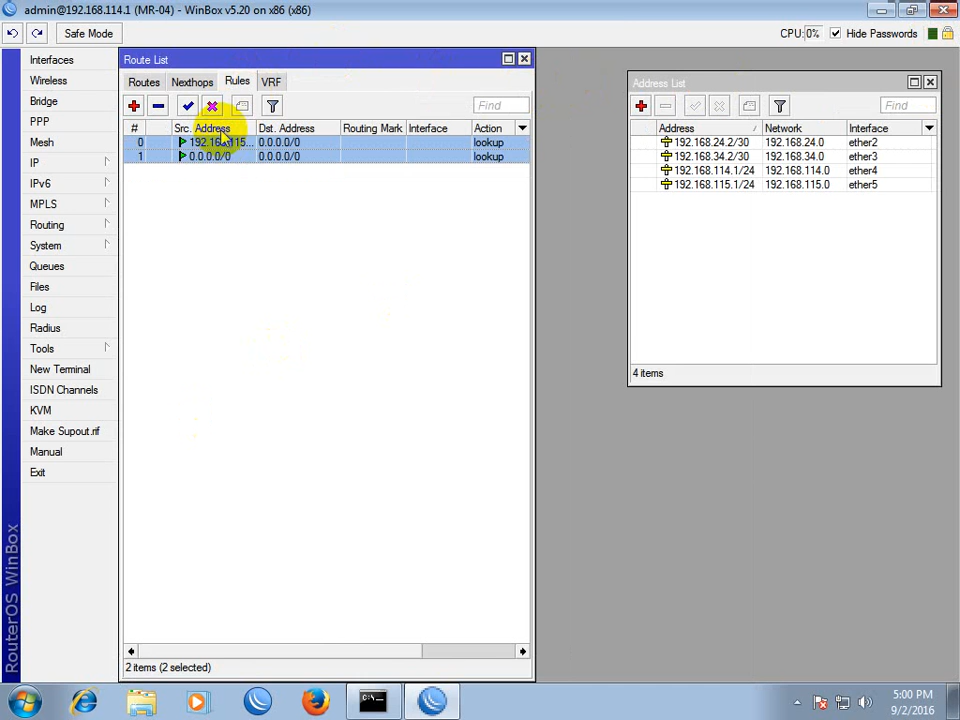 admin@192.168.114.1 (MR-04) - WinBox v5.20 on x86 (x86)
Safe Mode
CPU: 0%
Hide Passwords
RouterOS WinBox
Interfaces
Wireless
Bridge
PPP
Mesh
IP
IPv6
MPLS
Routing
System
Queues
Files
Log
Radius
Tools
New Terminal
ISDN Channels
KVM
Make Supout.rif
Manual
Exit
Route List
Routes Nexthops Rules VRF
Find
# Src. Address Dst. Address Routing Mark Interface Action
0 192.168.115... 0.0.0.0/0 lookup
1 0.0.0.0/0 0.0.0.0/0 lookup
2 items (2 selected)
Address List
Find
Address Network Interface
192.168.24.2/30 192.168.24.0 ether2
192.168.34.2/30 192.168.34.0 ether3
192.168.114.1/24 192.168.114.0 ether4
192.168.115.1/24 192.168.115.0 ether5
4 items
5:00 PM
9/2/2016